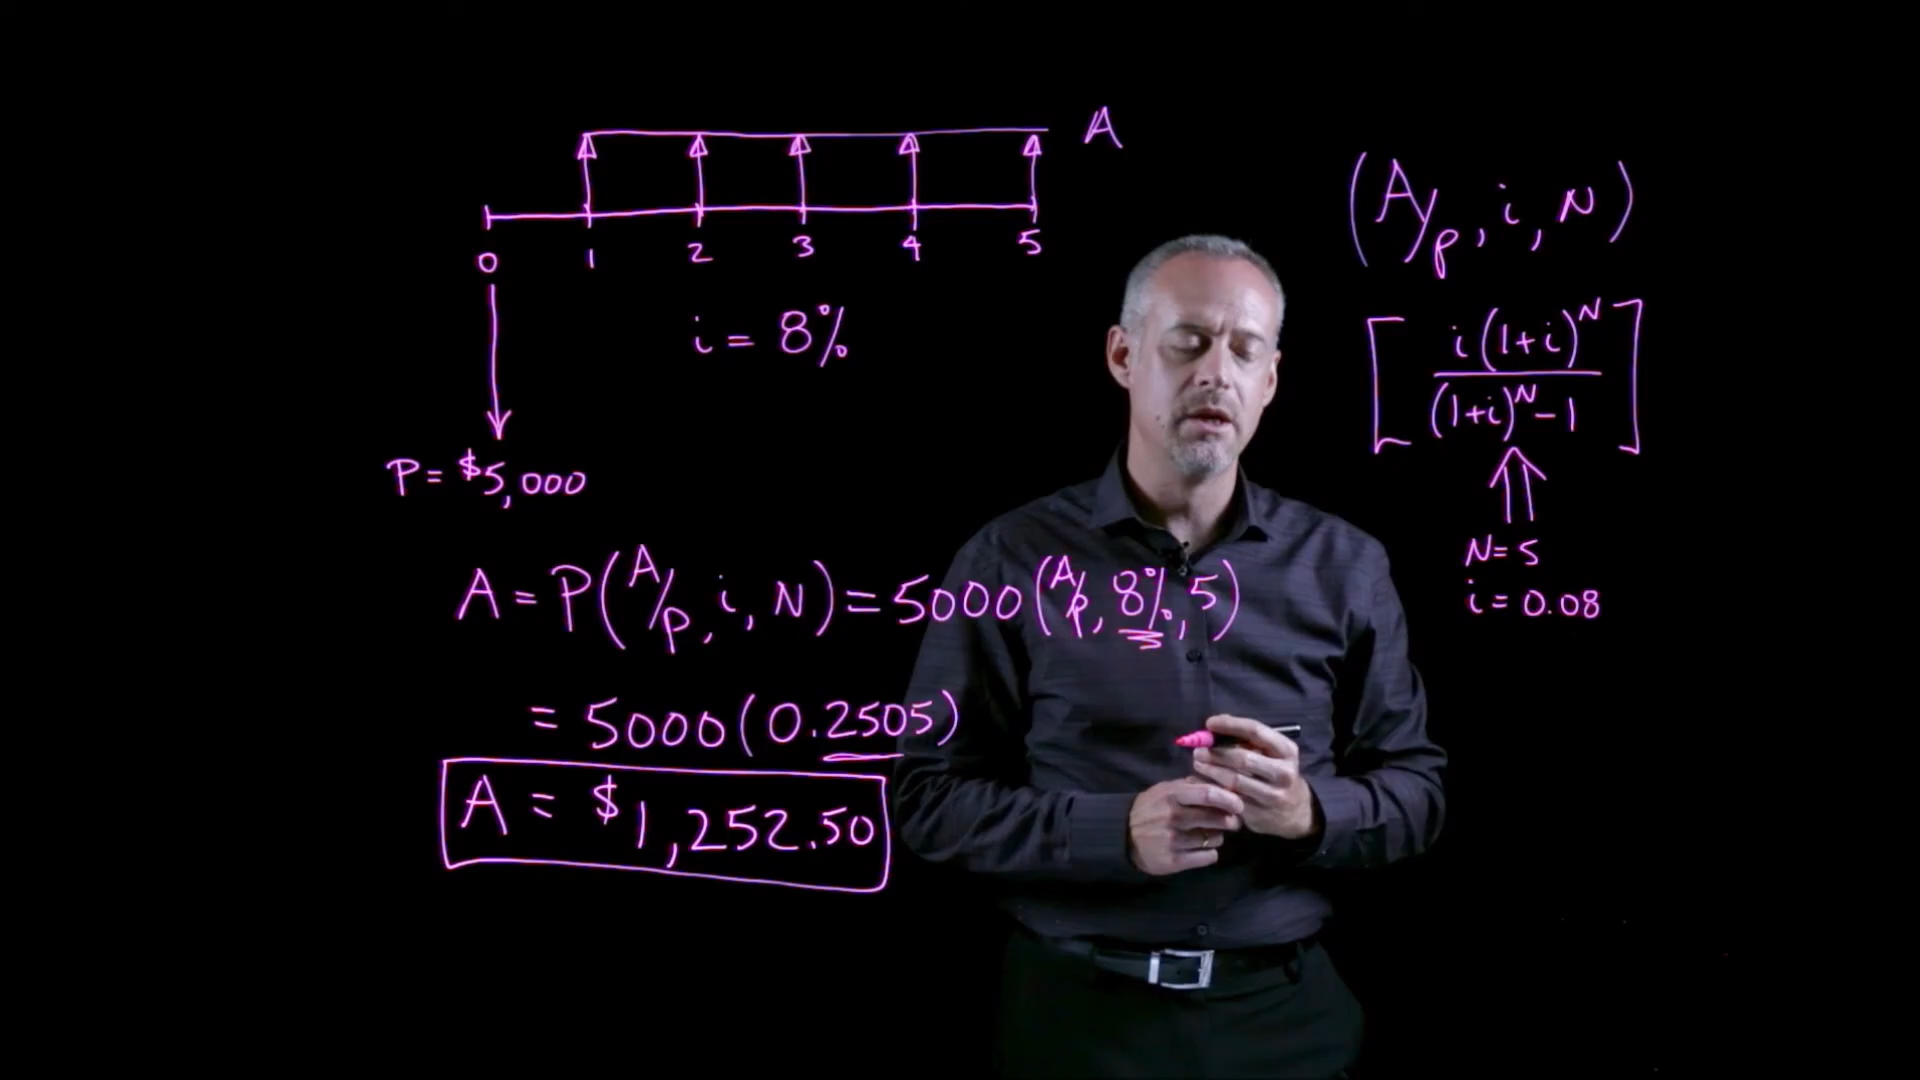 A
0 1 2 3 4 5
i = 8%
P = $5,000
A = P(A/P, i, N) = 5000(A/P, 8%, 5)
= 5000(0.2505)
A = $1,252.50
(A/P, i, N)
[ i(1+i)^N / (1+i)^N - 1 ]
N = 5
i = 0.08